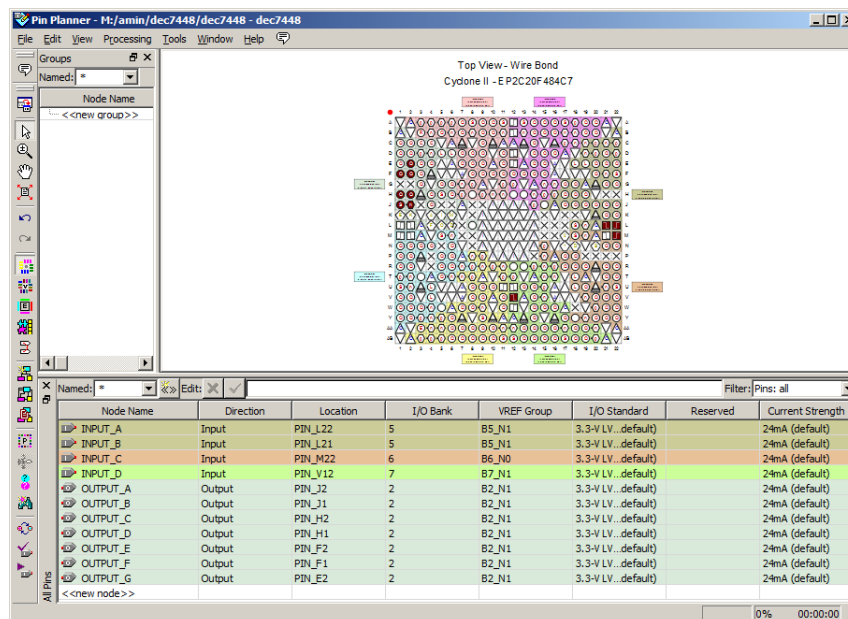 Pin Planner - M:/amin/dec7448/dec7448 - dec7448
File Edit View Processing Tools Window Help
Groups
Named: *
Node Name
<<new group>>
Top View - Wire Bond
Cyclone II - EP2C20F484C7
Named: * Edit: Filter: Pins: all
Node Name Direction Location I/O Bank VREF Group I/O Standard Reserved Current Strength
INPUT_A Input PIN_L22 5 B5_N1 3.3-V LV...default) 24mA (default)
INPUT_B Input PIN_L21 5 B5_N1 3.3-V LV...default) 24mA (default)
INPUT_C Input PIN_M22 6 B6_N0 3.3-V LV...default) 24mA (default)
INPUT_D Input PIN_V12 7 B7_N1 3.3-V LV...default) 24mA (default)
OUTPUT_A Output PIN_J2 2 B2_N1 3.3-V LV...default) 24mA (default)
OUTPUT_B Output PIN_J1 2 B2_N1 3.3-V LV...default) 24mA (default)
OUTPUT_C Output PIN_H2 2 B2_N1 3.3-V LV...default) 24mA (default)
OUTPUT_D Output PIN_H1 2 B2_N1 3.3-V LV...default) 24mA (default)
OUTPUT_E Output PIN_F2 2 B2_N1 3.3-V LV...default) 24mA (default)
OUTPUT_F Output PIN_F1 2 B2_N1 3.3-V LV...default) 24mA (default)
OUTPUT_G Output PIN_E2 2 B2_N1 3.3-V LV...default) 24mA (default)
<<new node>>
All Pins
0% 00:00:00